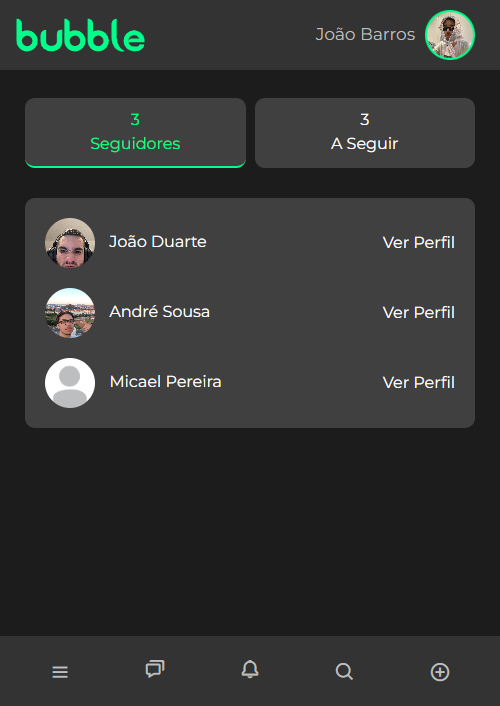 bubble
João Barros
3
Seguidores
3
A Seguir
João Duarte
Ver Perfil
André Sousa
Ver Perfil
Micael Pereira
Ver Perfil